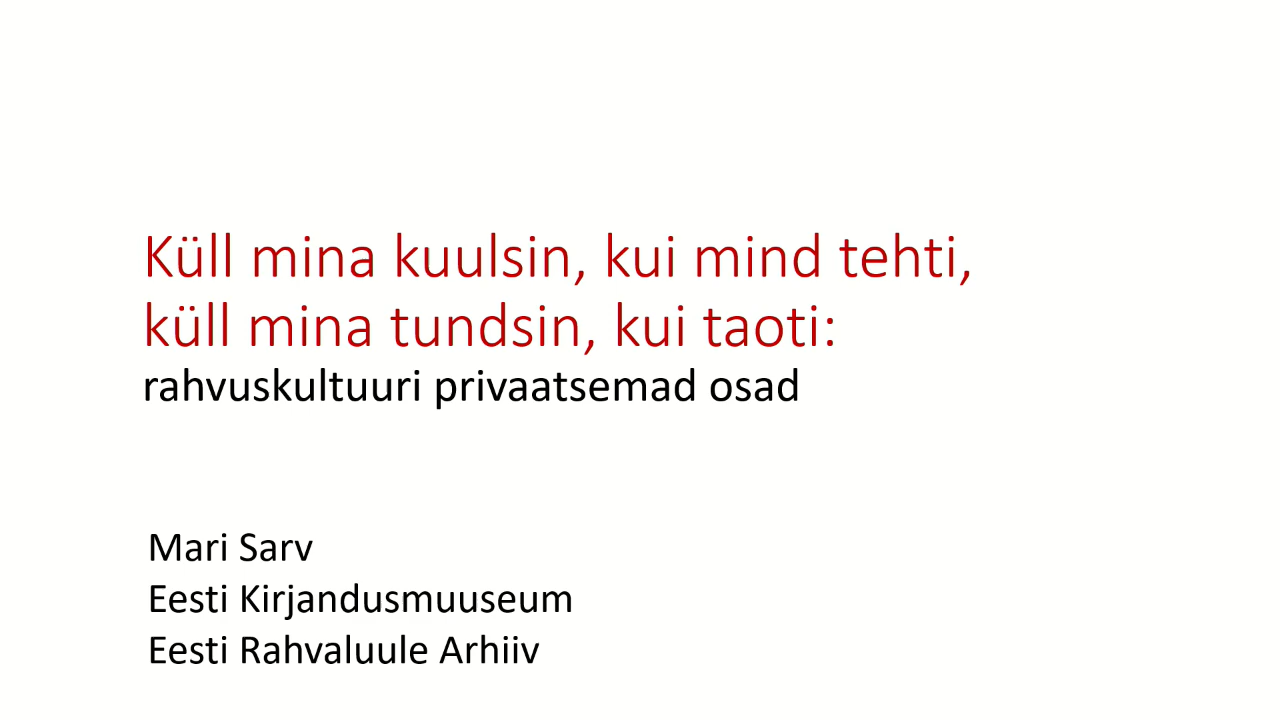 Küll mina kuulsin, kui mind tehti,
küll mina tundsin, kui taoti:
rahvuskultuuri privaatsemad osad
Mari Sarv
Eesti Kirjandusmuuseum
Eesti Rahvaluule Arhiiv